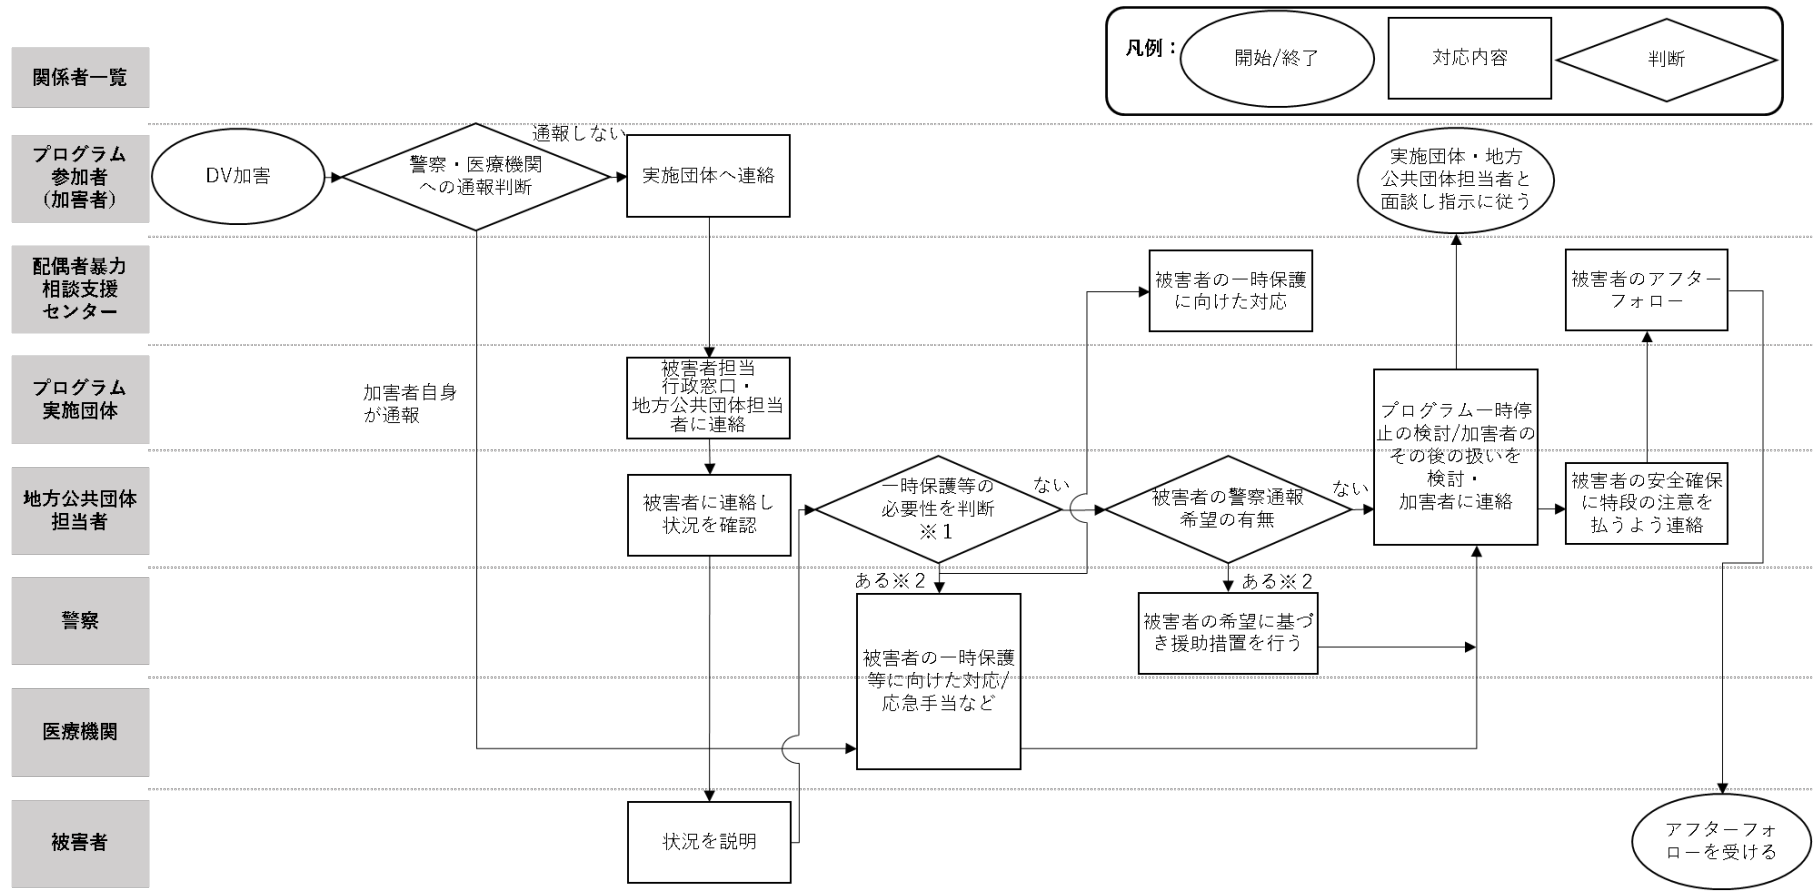 凡例：
開始/終了
対応内容
判断
関係者一覧
プログラム
参加者
(加害者)
DV加害
警察・医療機関
への通報判断
通報しない
実施団体へ連絡
実施団体・地方
公共団体担当者と
面談し指示に従う
配偶者暴力
相談支援
センター
被害者の一時保護
に向けた対応
被害者のアフター
フォロー
プログラム
実施団体
加害者自身
が通報
被害者担当
行政窓口・
地方公共団体担当
者に連絡
プログラム一時停
止の検討/加害者の
その後の扱いを
検討・
加害者に連絡
地方公共団体
担当者
被害者に連絡し
状況を確認
一時保護等の
必要性を判断
※１
ない
被害者の警察通報
希望の有無
ない
被害者の安全確保
に特段の注意を
払うよう連絡
ある※２
ある※２
警察
被害者の希望に基づ
き援助措置を行う
被害者の一時保護
等に向けた対応/
応急手当など
医療機関
被害者
状況を説明
アフターフォ
ローを受ける